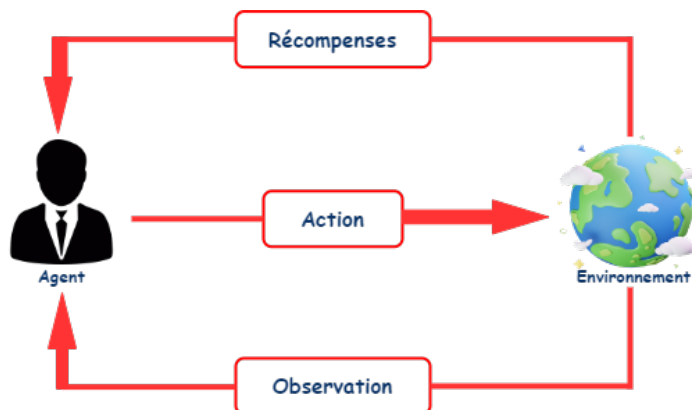 Récompenses
Action
Agent
Environnement
Observation